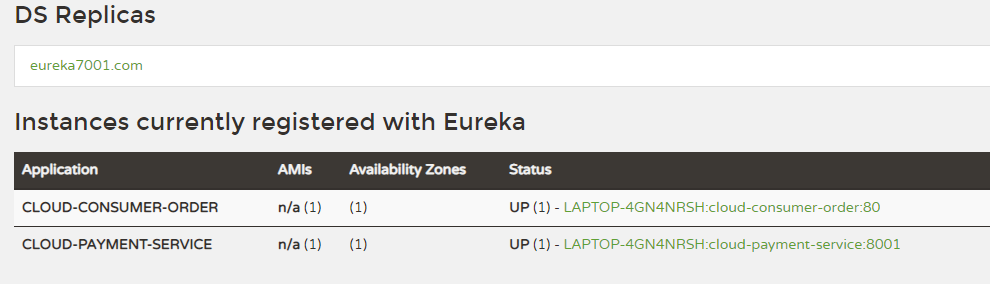 DS Replicas
eureka7001.com
Instances currently registered with Eureka
Application AMIs Availability Zones Status
CLOUD-CONSUMER-ORDER n/a (1) (1) UP (1) - LAPTOP-4GN4NRSH:cloud-consumer-order:80
CLOUD-PAYMENT-SERVICE n/a (1) (1) UP (1) - LAPTOP-4GN4NRSH:cloud-payment-service:8001